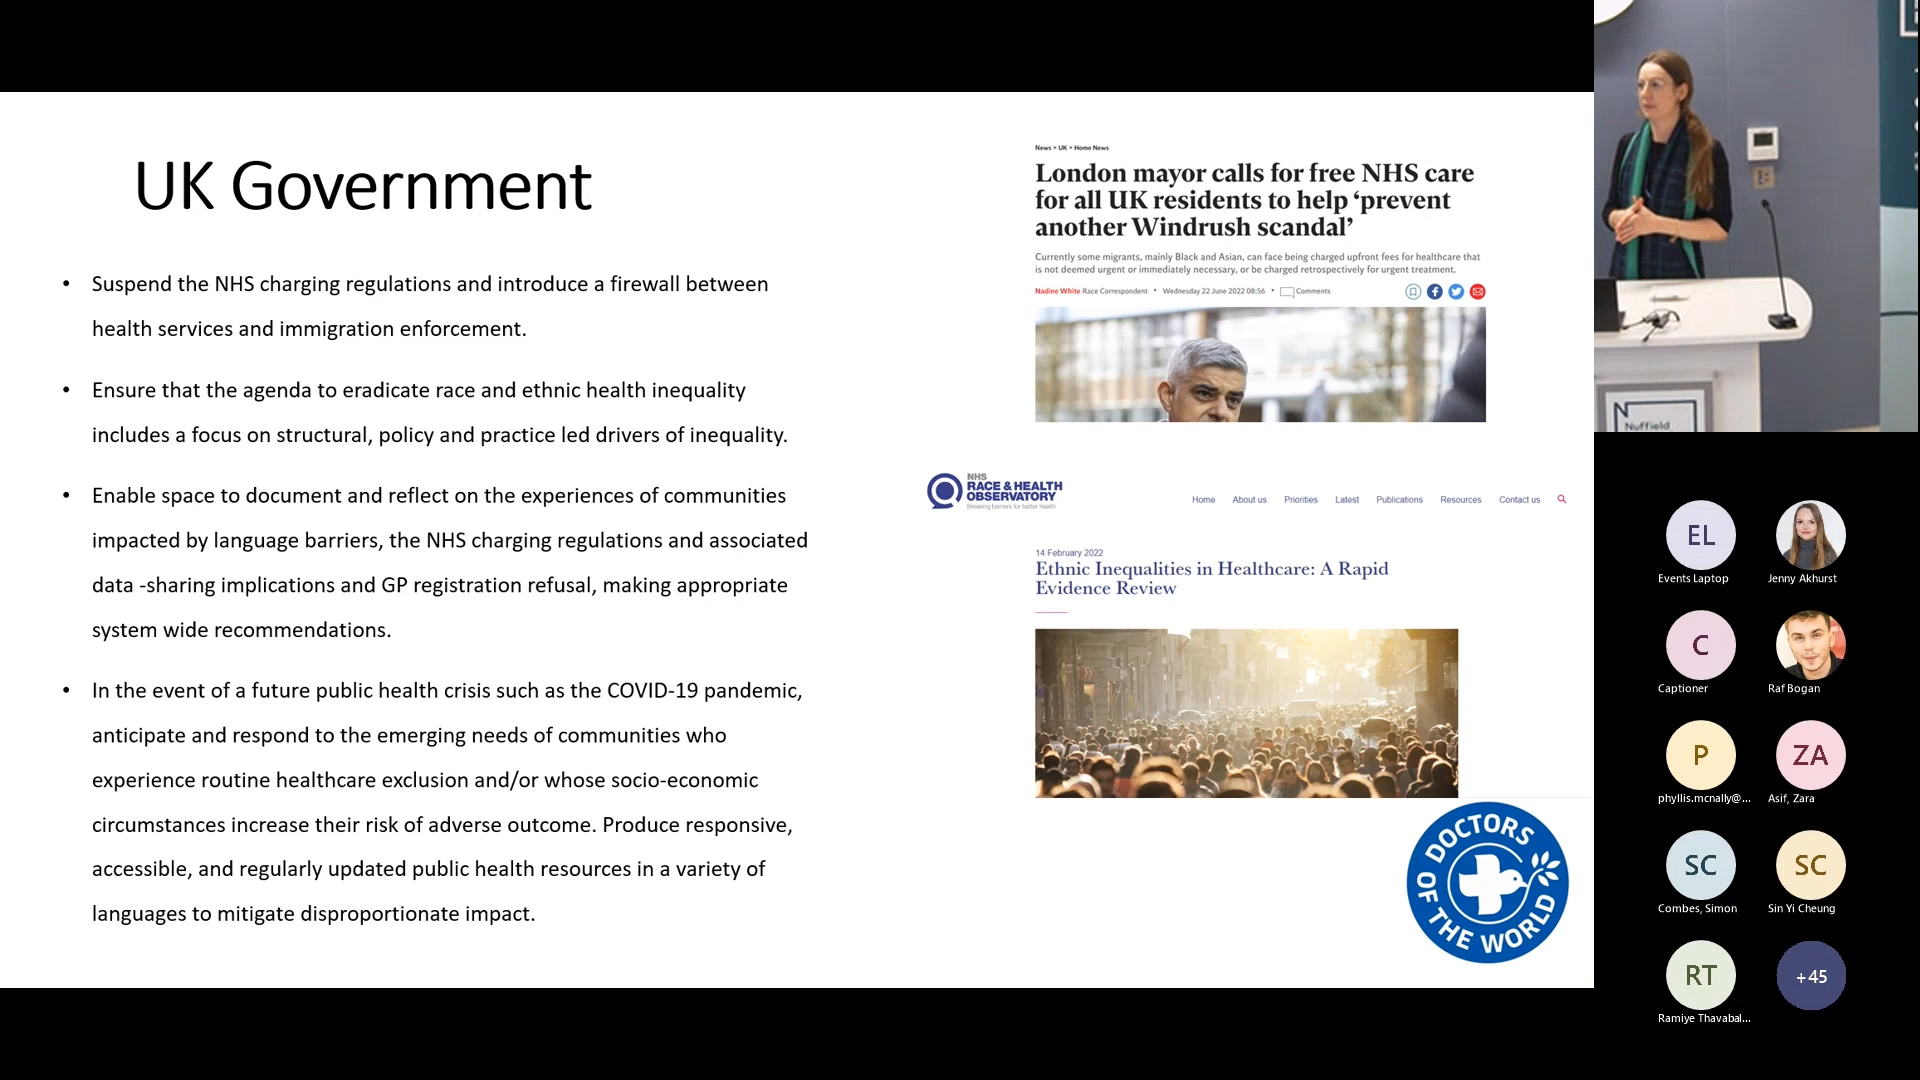 UK Government
• Suspend the NHS charging regulations and introduce a firewall between
health services and immigration enforcement.
• Ensure that the agenda to eradicate race and ethnic health inequality
includes a focus on structural, policy and practice led drivers of inequality.
• Enable space to document and reflect on the experiences of communities
impacted by language barriers, the NHS charging regulations and associated
data -sharing implications and GP registration refusal, making appropriate
system wide recommendations.
• In the event of a future public health crisis such as the COVID-19 pandemic,
anticipate and respond to the emerging needs of communities who
experience routine healthcare exclusion and/or whose socio-economic
circumstances increase their risk of adverse outcome. Produce responsive,
accessible, and regularly updated public health resources in a variety of
languages to mitigate disproportionate impact.
News > UK > Home News
London mayor calls for free NHS care
for all UK residents to help ‘prevent
another Windrush scandal’
Currently some migrants, mainly Black and Asian, can face being charged upfront fees for healthcare that
is not deemed urgent or immediately necessary, or be charged retrospectively for urgent treatment.
Nadine White Race Correspondent • Wednesday 22 June 2022 08:56 • Comments
NHS
RACE & HEALTH
OBSERVATORY
Breaking barriers for better health
Home About us Priorities Latest Publications Resources Contact us
14 February 2022
Ethnic Inequalities in Healthcare: A Rapid
Evidence Review
DOCTORS
OF THE WORLD
N
Nuffield
EL
Events Laptop
Jenny Akhurst
C
Captioner
Raf Bogan
P
phyllis.mcnally@...
ZA
Asif, Zara
SC
Combes, Simon
SC
Sin Yi Cheung
RT
Ramiye Thavabal...
+45